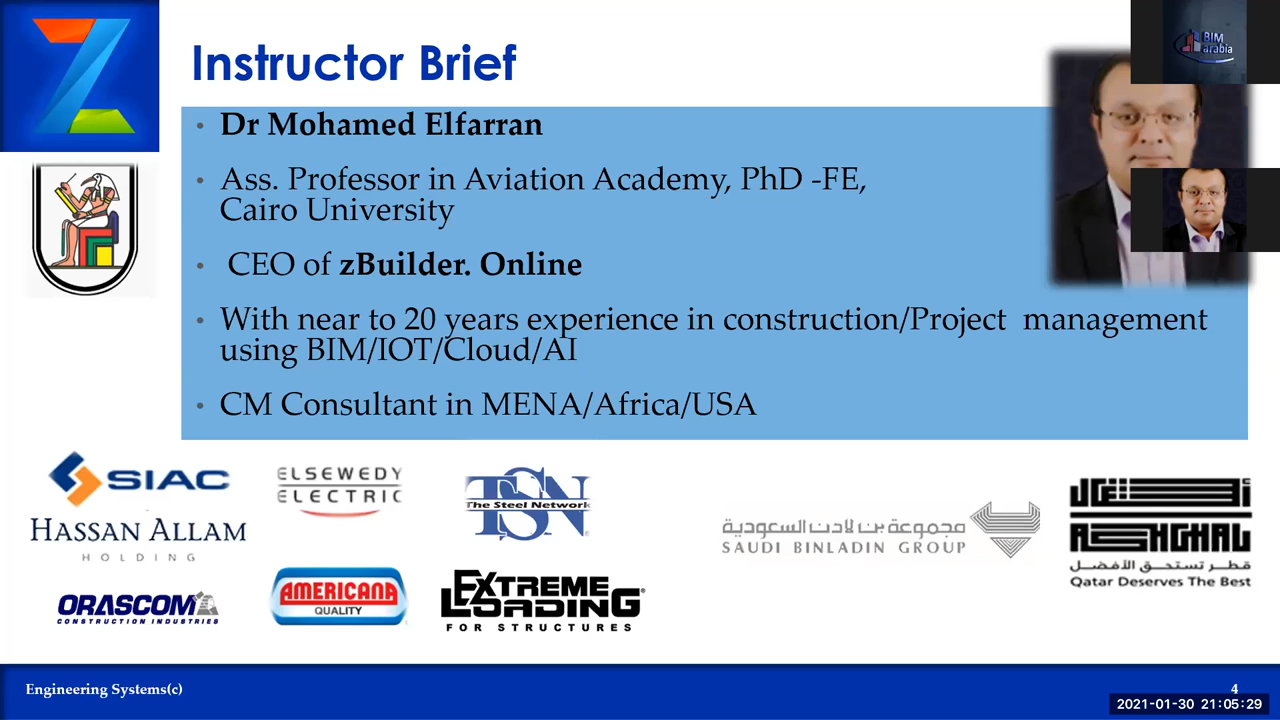 Instructor Brief
BIM
arabia
• Dr Mohamed Elfarran
• Ass. Professor in Aviation Academy, PhD -FE,
Cairo University
• CEO of zBuilder. Online
• With near to 20 years experience in construction/Project management
using BIM/IOT/Cloud/AI
• CM Consultant in MENA/Africa/USA
SIAC
HASSAN ALLAM
HOLDING
ELSEWEDY
ELECTRIC
TSN
The Steel Network
مجموعة بن لادن السعودية
SAUDI BINLADIN GROUP
أشغال
ASHGHAL
قطر تستحق الأفضل
Qatar Deserves The Best
ORASCOM
CONSTRUCTION INDUSTRIES
AMERICANA
QUALITY
EXTREME
LOADING®
FOR STRUCTURES
Engineering Systems(c)
4
2021-01-30 21:05:29